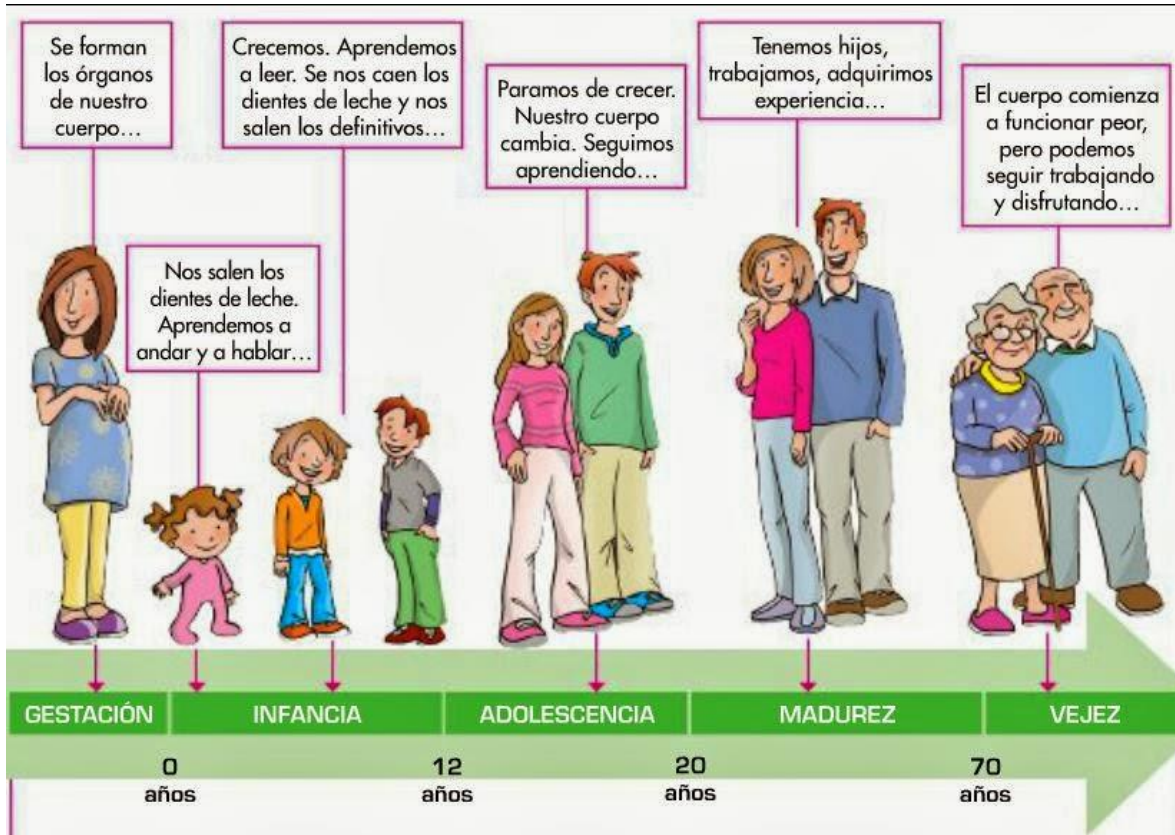 Se forman
los órganos
de nuestro
cuerpo...
Nos salen los
dientes de leche.
Aprendemos a
andar y a hablar...
Crecemos. Aprendemos
a leer. Se nos caen los
dientes de leche y nos
salen los definitivos...
Paramos de crecer.
Nuestro cuerpo
cambia. Seguimos
aprendiendo...
Tenemos hijos,
trabajamos, adquirimos
experiencia...
El cuerpo comienza
a funcionar peor,
pero podemos
seguir trabajando
y disfrutando...
GESTACIÓN
INFANCIA
ADOLESCENCIA
MADUREZ
VEJEZ
0
años
12
años
20
años
70
años